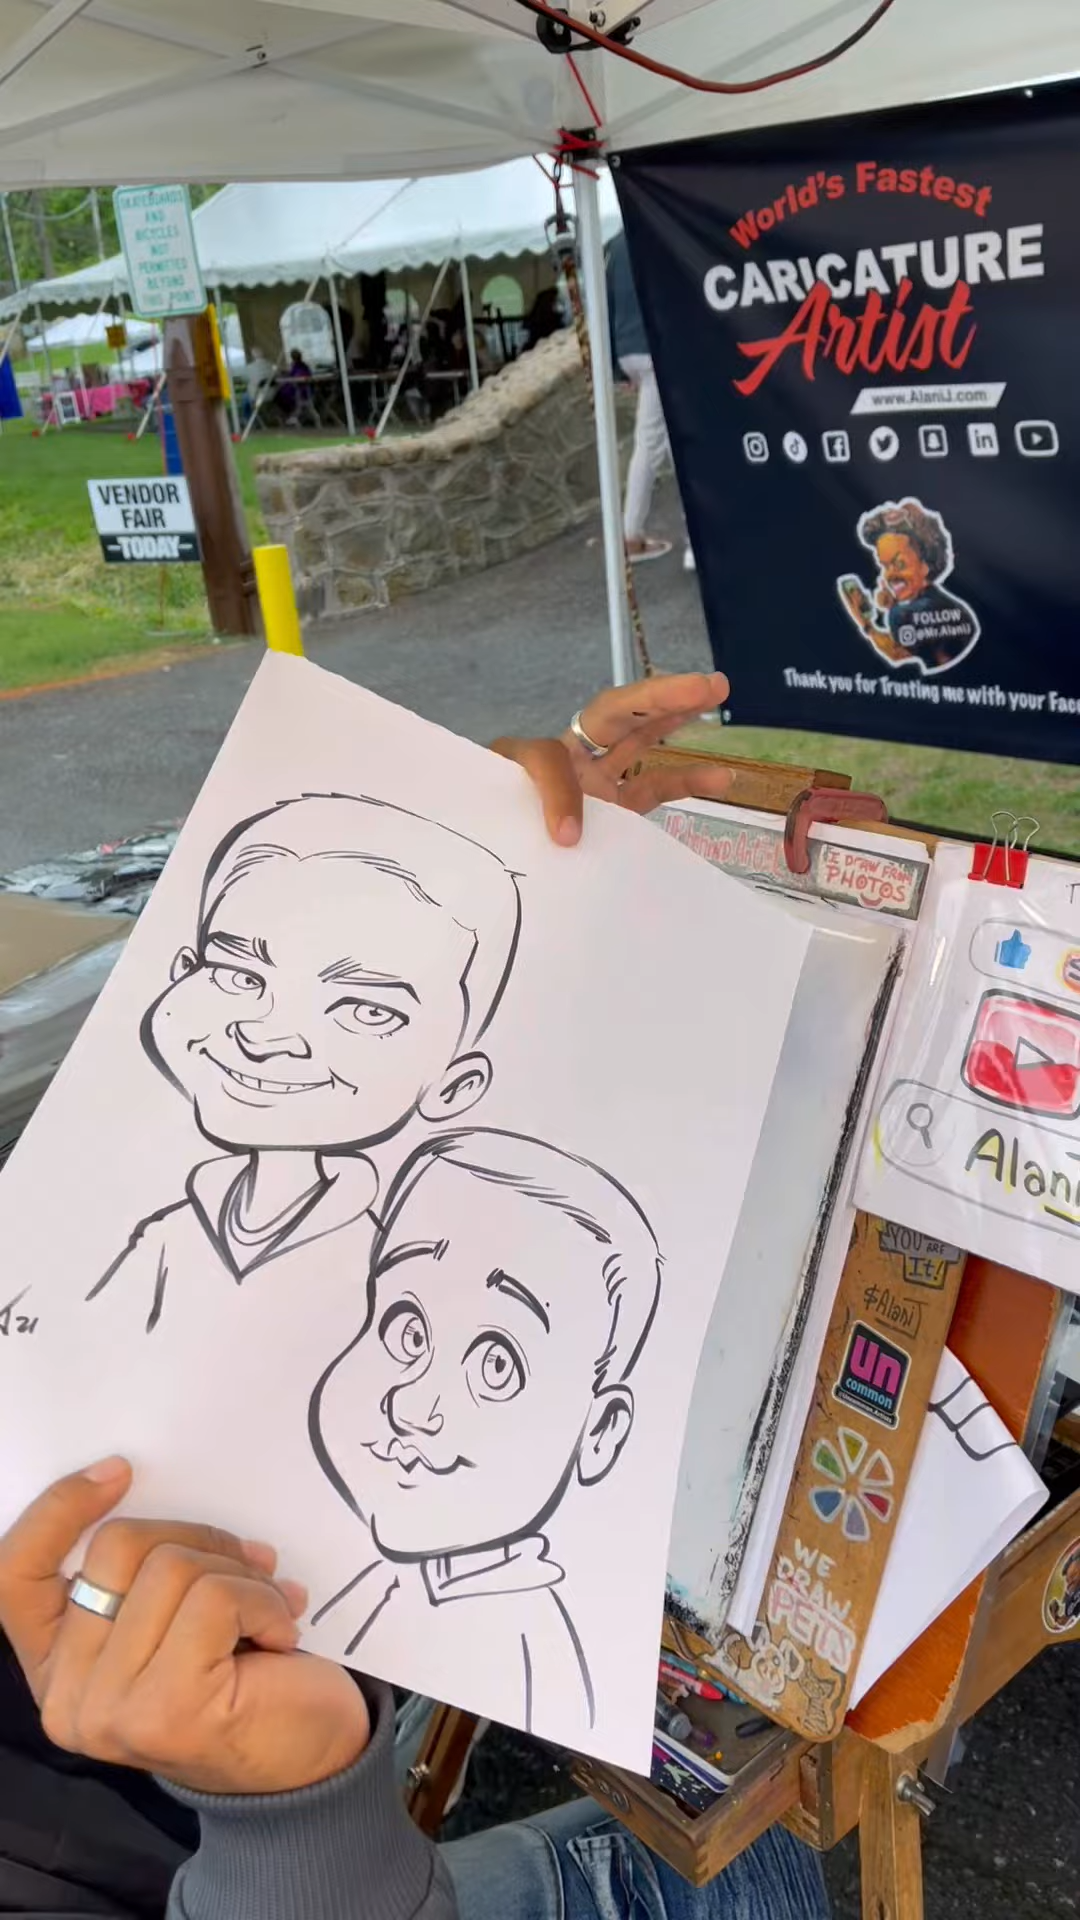 SKATEBOARDS
AND
BICYCLES
NOT
PERMITTED
BEYOND
THIS POINT
VENDOR
FAIR
-TODAY-
World's Fastest
CARICATURE
Artist
www.AlaniJ.com
in
FOLLOW
@Mr.AlaniJ
Thank you for Trusting me with your Face
I DRAW FROM
PHOTOS
Alani
YOU ARE
It!
$AlaniJ
Un
common
WE
DRAW
PETS